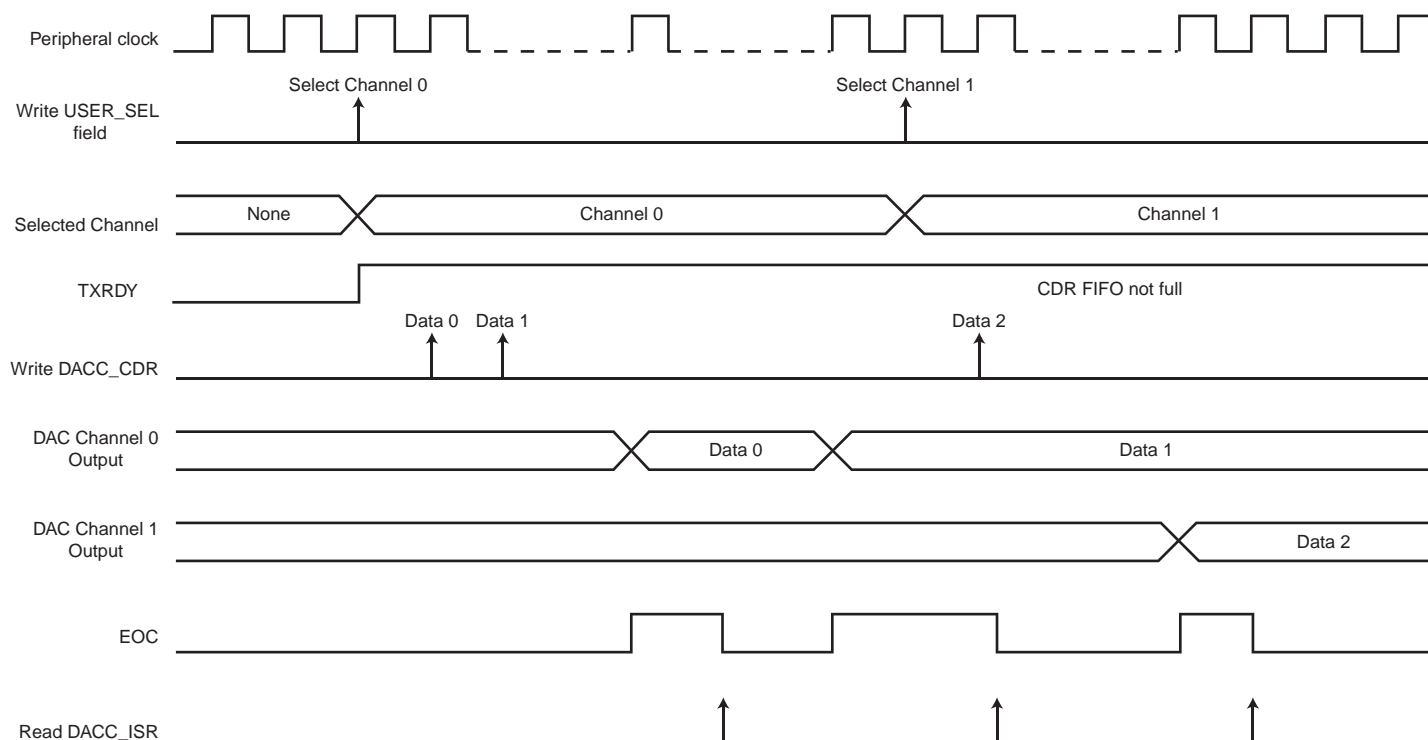 Peripheral clock
Select Channel 0
Select Channel 1
Write USER_SEL
field
Selected Channel
None
Channel 0
Channel 1
TXRDY
CDR FIFO not full
Data 0
Data 1
Data 2
Write DACC_CDR
DAC Channel 0
Output
Data 0
Data 1
DAC Channel 1
Output
Data 2
EOC
Read DACC_ISR